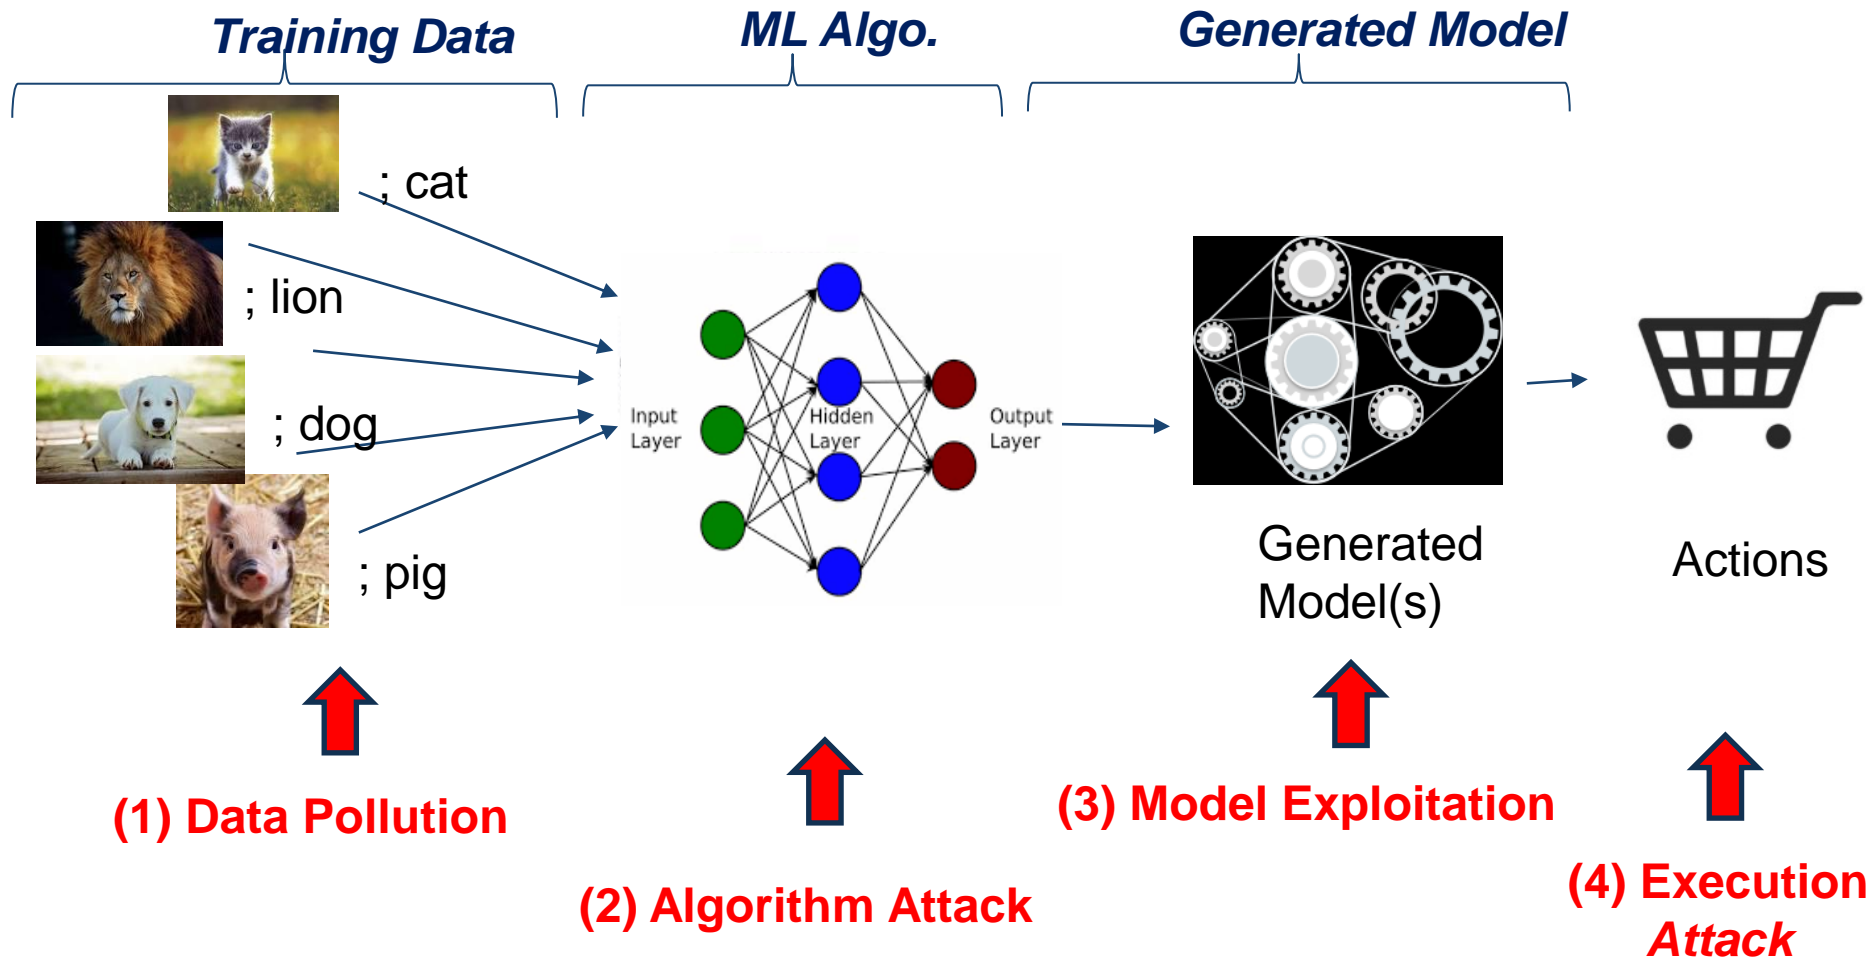 Training Data
ML Algo.
Generated Model
; cat
; lion
; dog
; pig
Input
Layer
Hidden
Layer
Output
Layer
Generated
Model(s)
Actions
(1) Data Pollution
(2) Algorithm Attack
(3) Model Exploitation
(4) Execution
Attack